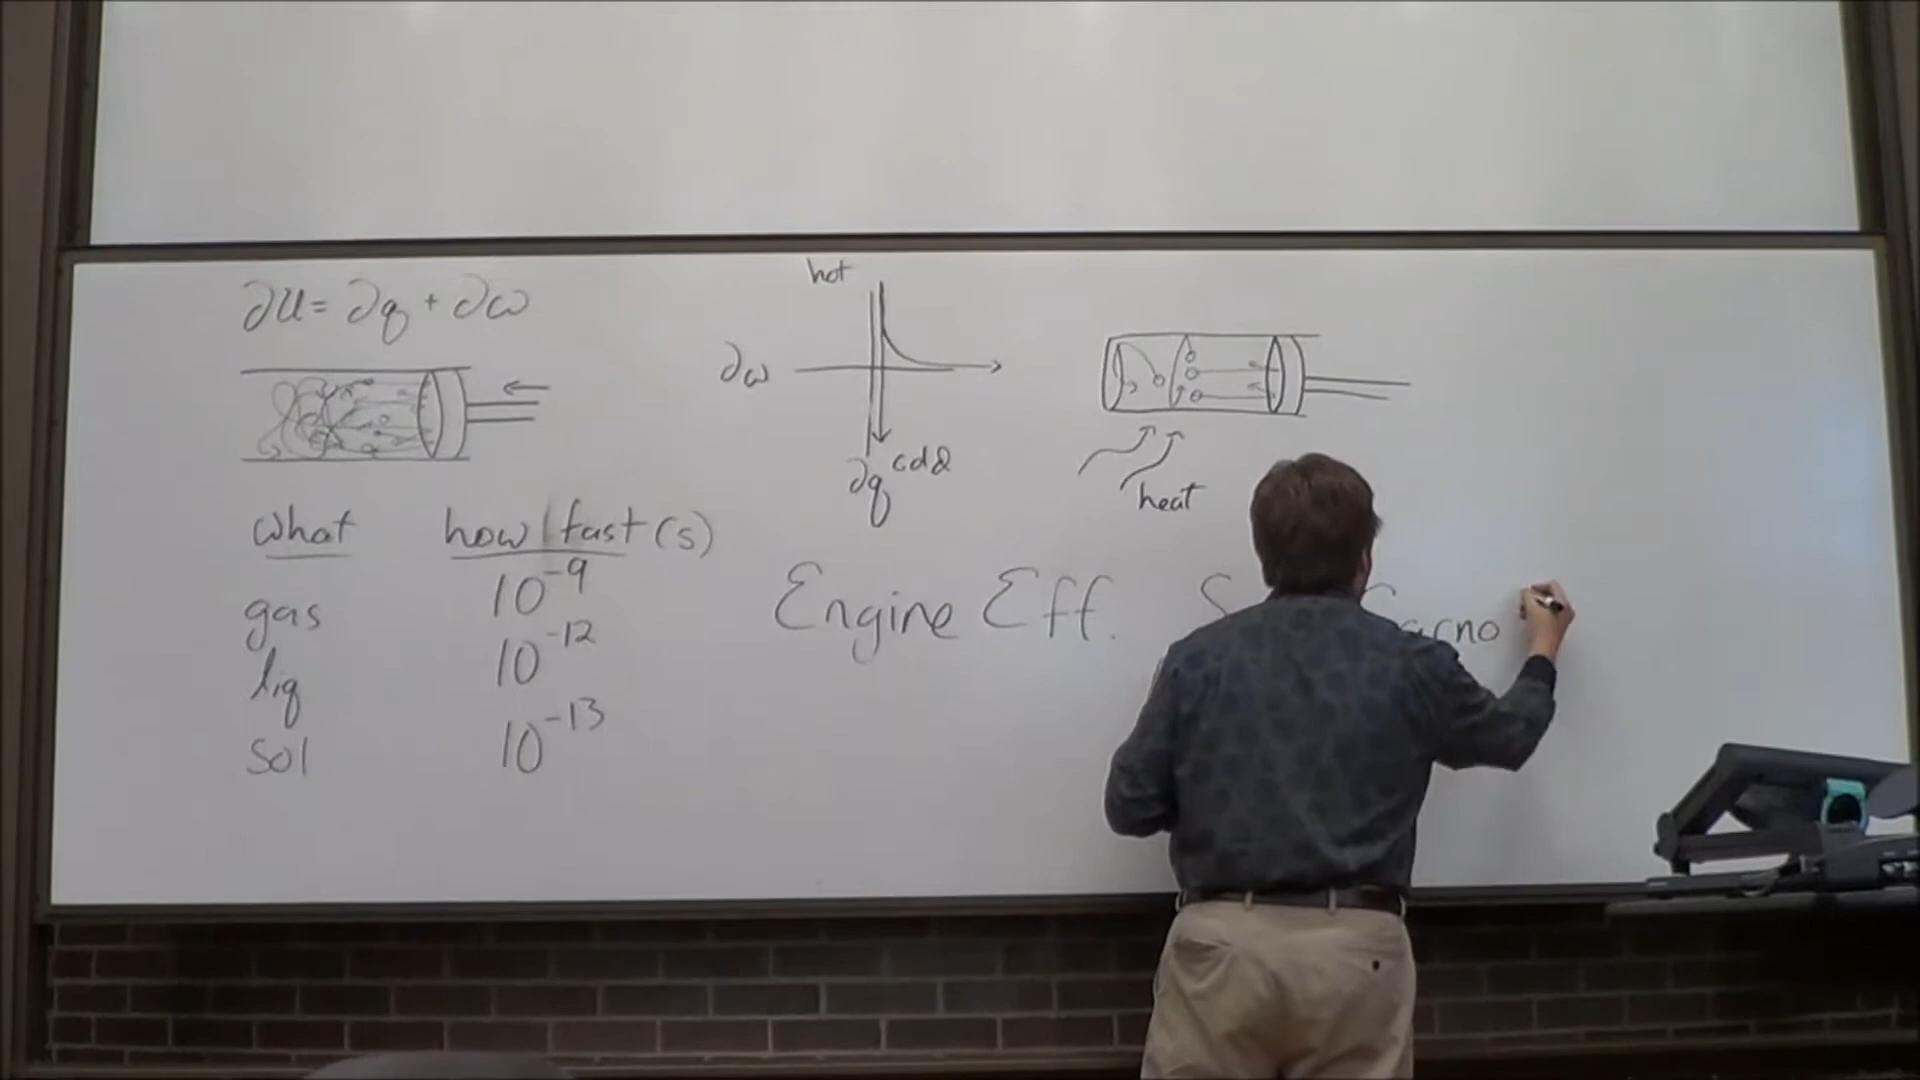 ∂U = ∂q + ∂w
hot
∂w
∂q cold
heat
what how fast (s)
gas 10⁻⁹
liq 10⁻¹²
sol 10⁻¹³
Engine Eff.